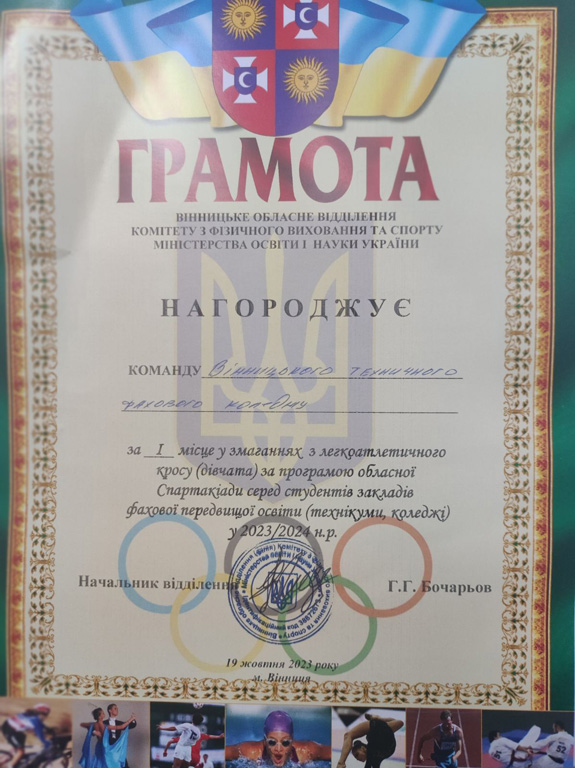 ГРАМОТА
ВІННИЦЬКЕ ОБЛАСНЕ ВІДДІЛЕННЯ
КОМІТЕТУ З ФІЗИЧНОГО ВИХОВАННЯ ТА СПОРТУ
МІНІСТЕРСТВА ОСВІТИ І НАУКИ УКРАЇНИ
НАГОРОДЖУЄ
КОМАНДУ Вінницького технічного
фахового кол-джу
за І місце у змаганнях з легкоатлетичного
кросу (дівчата) за програмою обласної
Спартакіади серед студентів закладів
фахової передвищої освіти (технікуми, коледжі)
у 2023/2024 н.р.
Начальник відділення Г.Г. Бочарьов
19 жовтня 2023 року
м. Вінниця